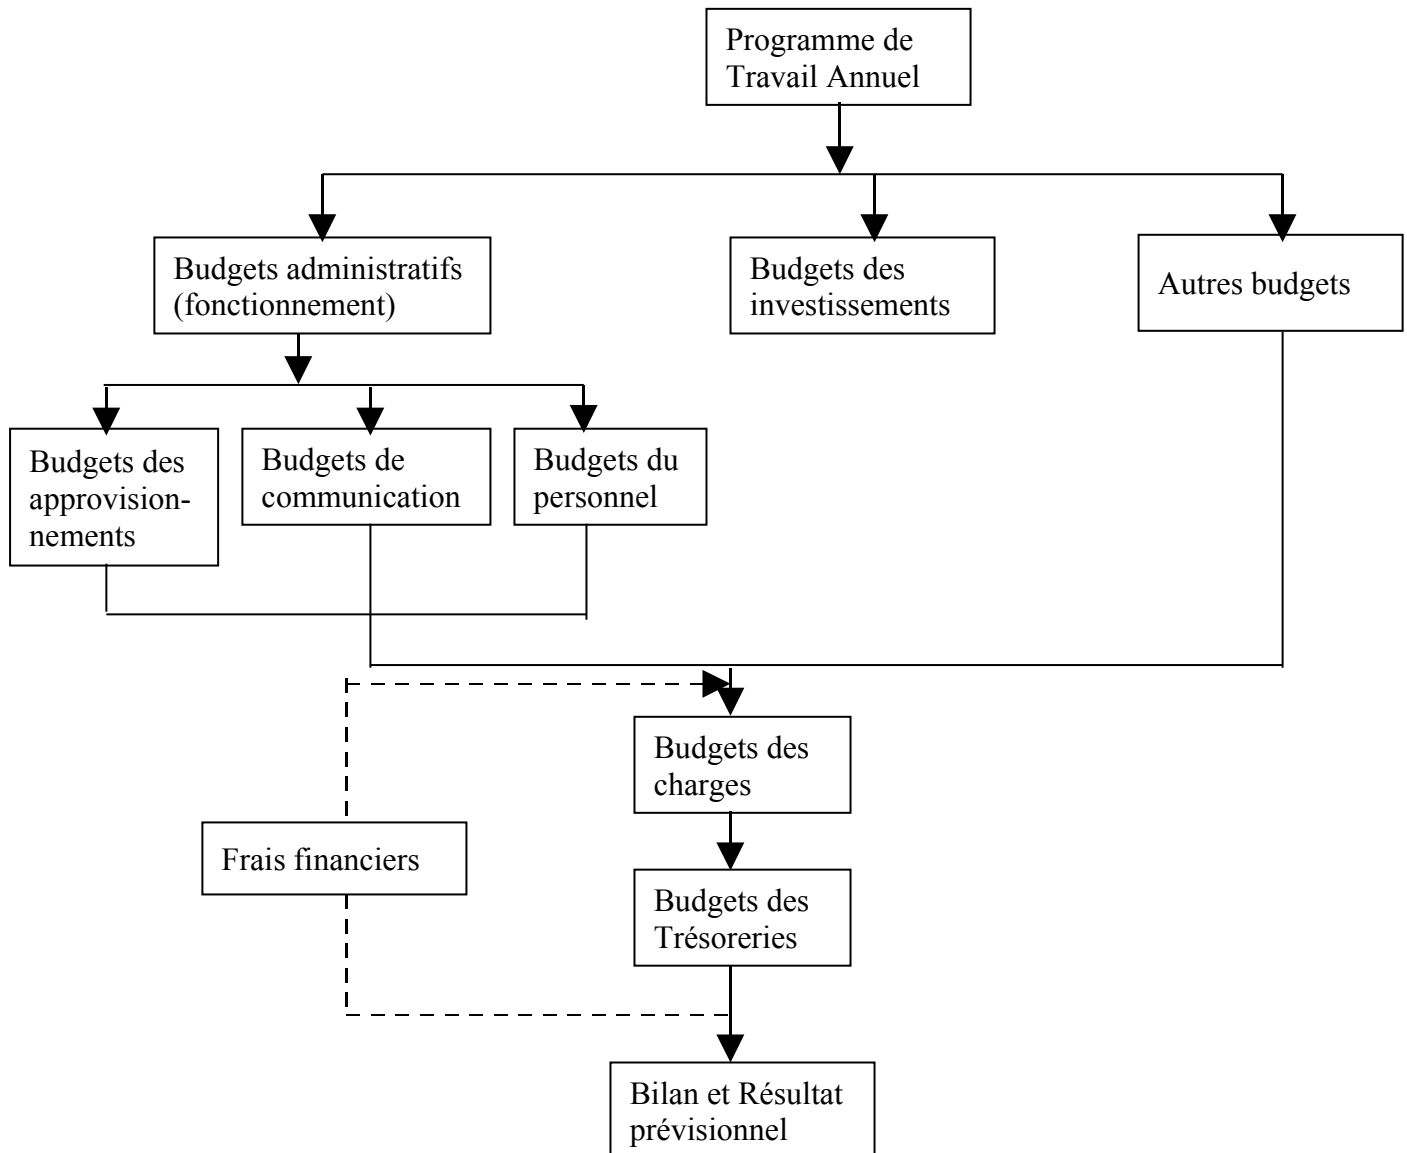 Programme de
Travail Annuel
Budgets administratifs
(fonctionnement)
Budgets des
investissements
Autres budgets
Budgets des
approvision-
nements
Budgets de
communication
Budgets du
personnel
Budgets des
charges
Frais financiers
Budgets des
Trésoreries
Bilan et Résultat
prévisionnel